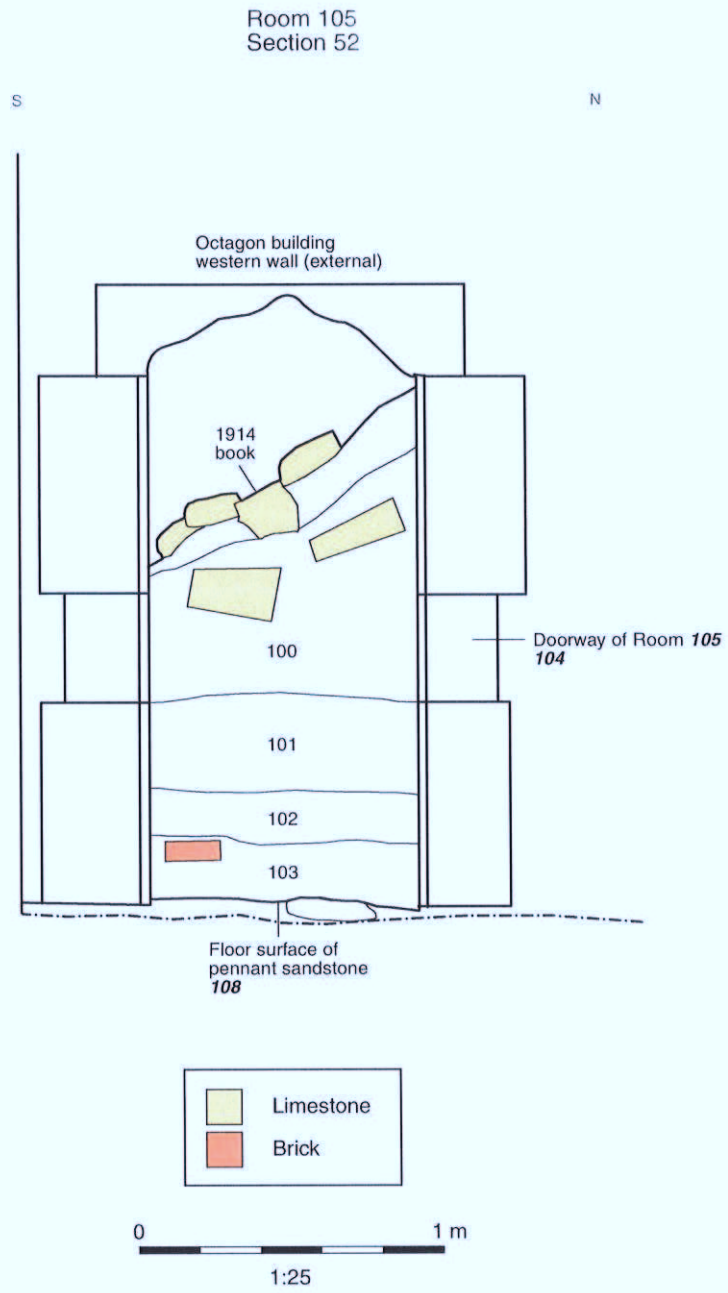 Room 105
Section 52
S
N
Octagon building
western wall (external)
1914
book
100
Doorway of Room 105
104
101
102
103
Floor surface of
pennant sandstone
108
Limestone
Brick
0
1 m
1:25